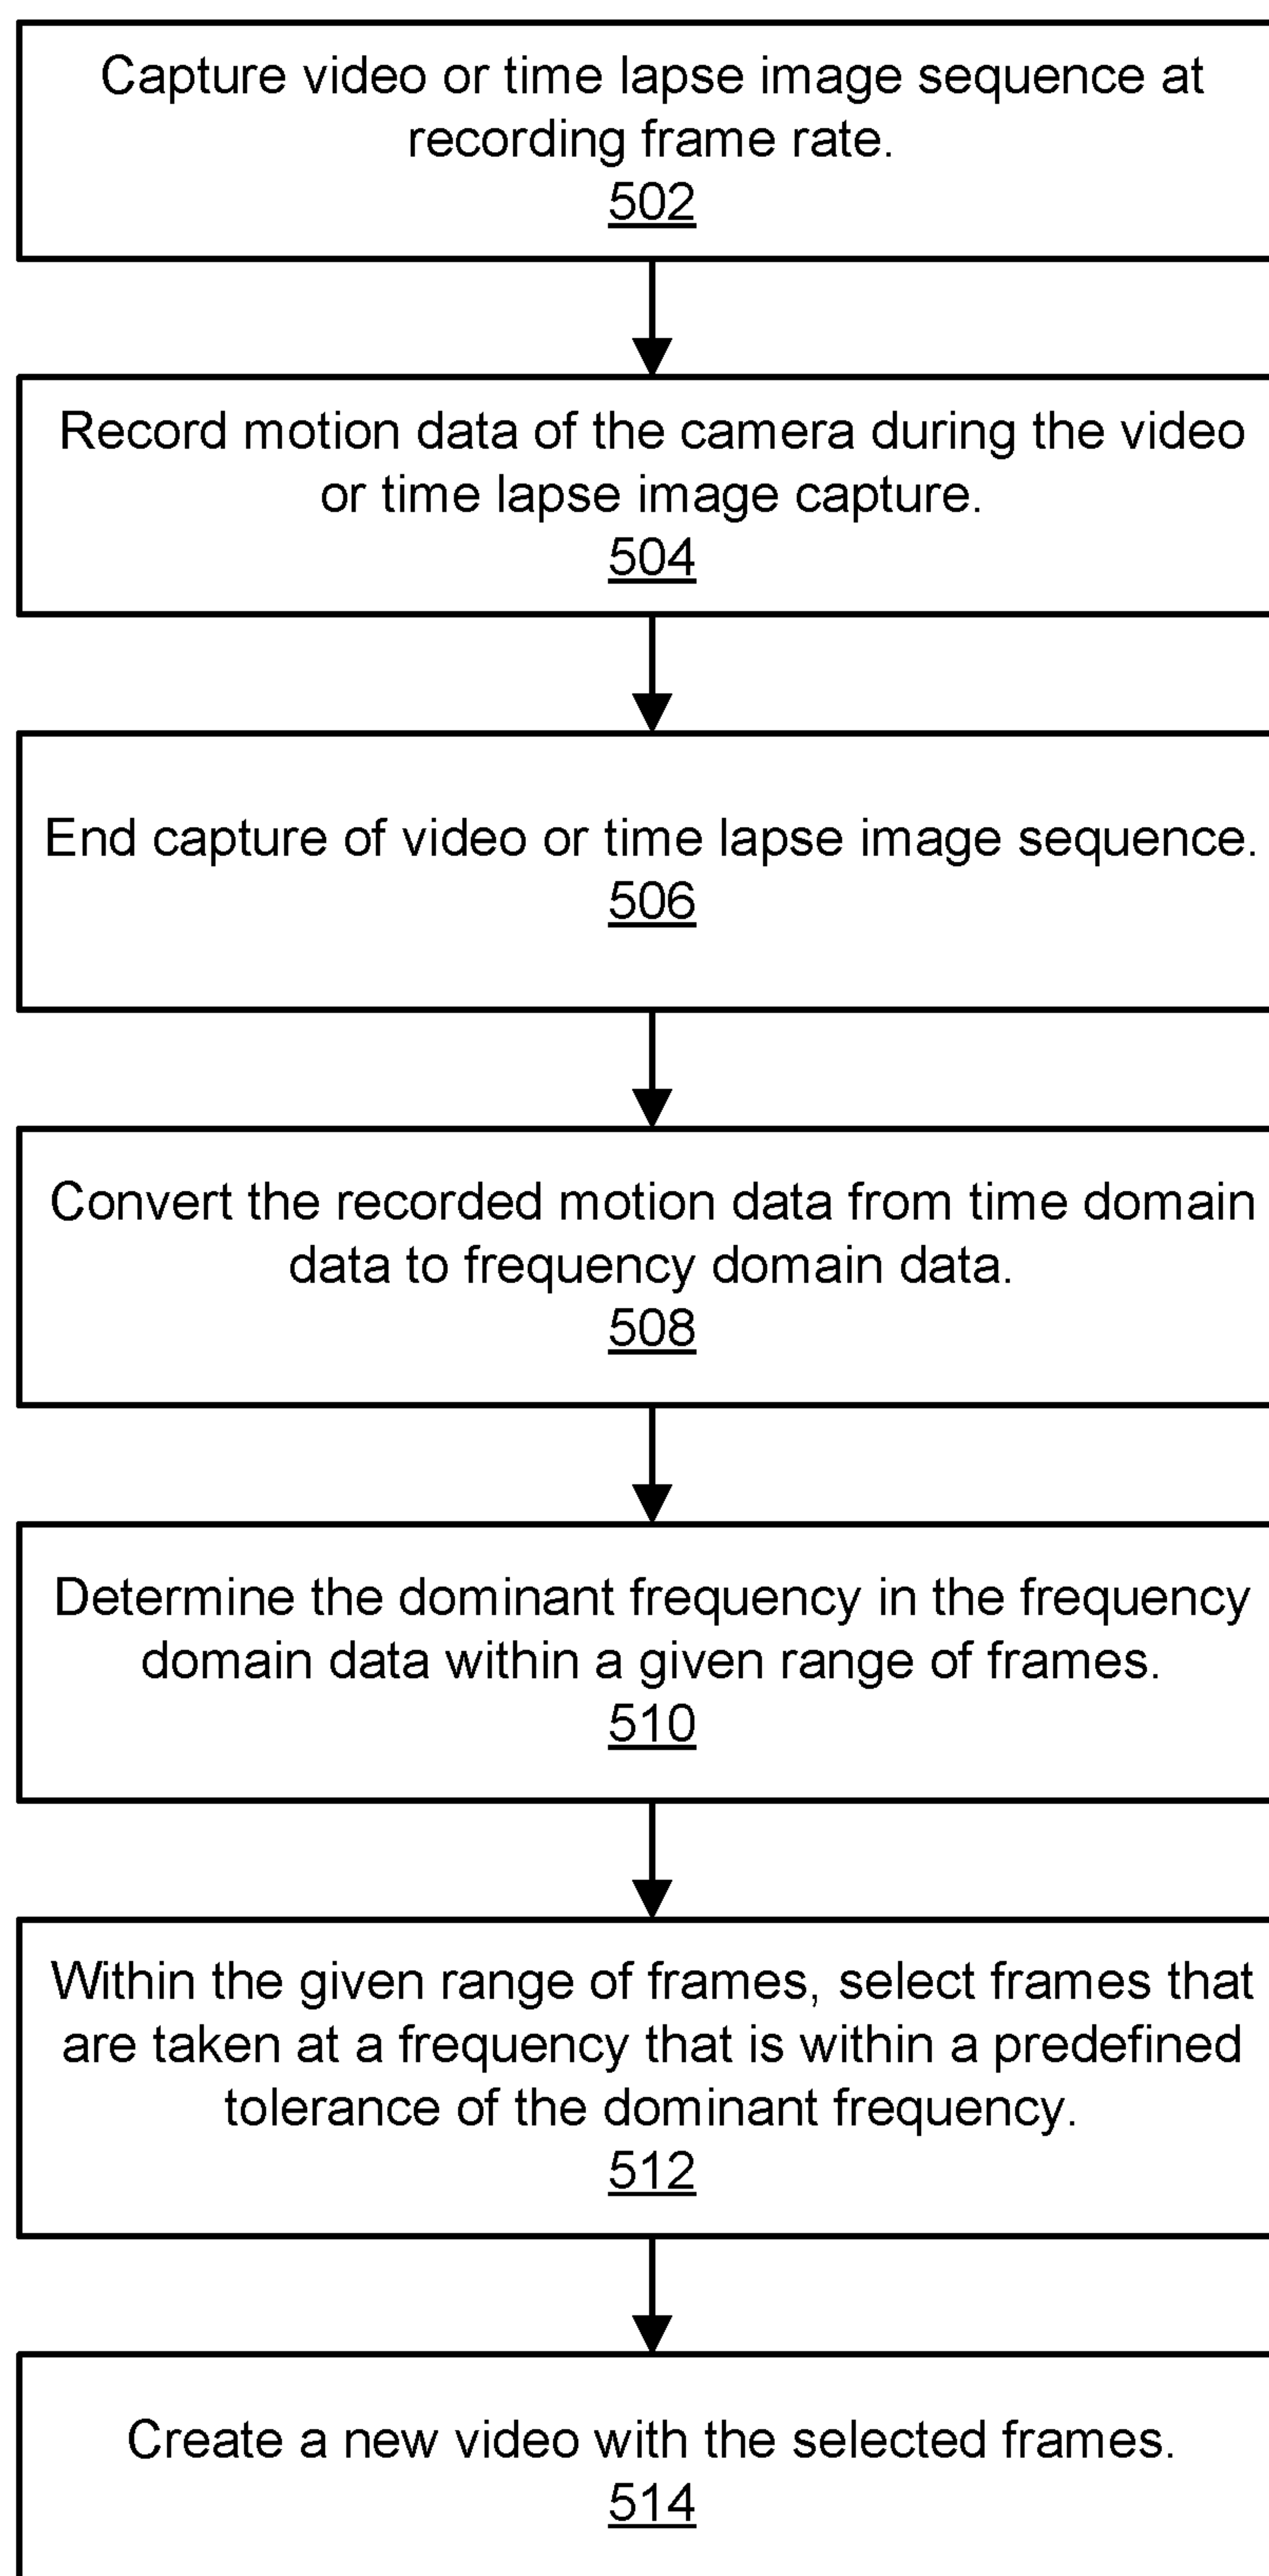 Capture video or time lapse image sequence at
recording frame rate.
502
Record motion data of the camera during the video
or time lapse image capture.
504
End capture of video or time lapse image sequence.
506
Convert the recorded motion data from time domain
data to frequency domain data.
508
Determine the dominant frequency in the frequency
domain data within a given range of frames.
510
Within the given range of frames, select frames that
are taken at a frequency that is within a predefined
tolerance of the dominant frequency.
512
Create a new video with the selected frames.
514